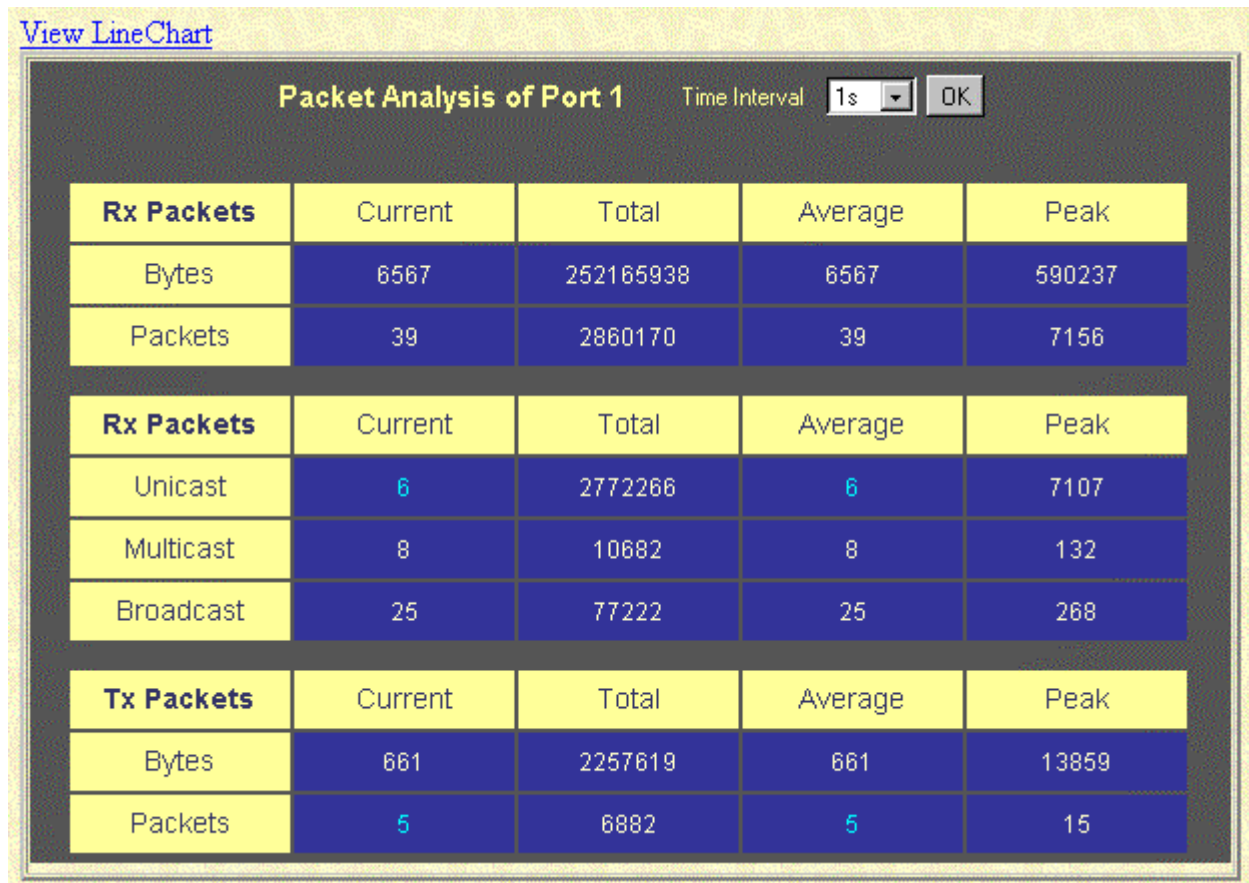 View LineChart
Packet Analysis of Port 1 Time Interval 1s OK
Rx Packets Current Total Average Peak
Bytes 6567 252165938 6567 590237
Packets 39 2860170 39 7156
Rx Packets Current Total Average Peak
Unicast 6 2772266 6 7107
Multicast 8 10682 8 132
Broadcast 25 77222 25 268
Tx Packets Current Total Average Peak
Bytes 661 2257619 661 13859
Packets 5 6882 5 15